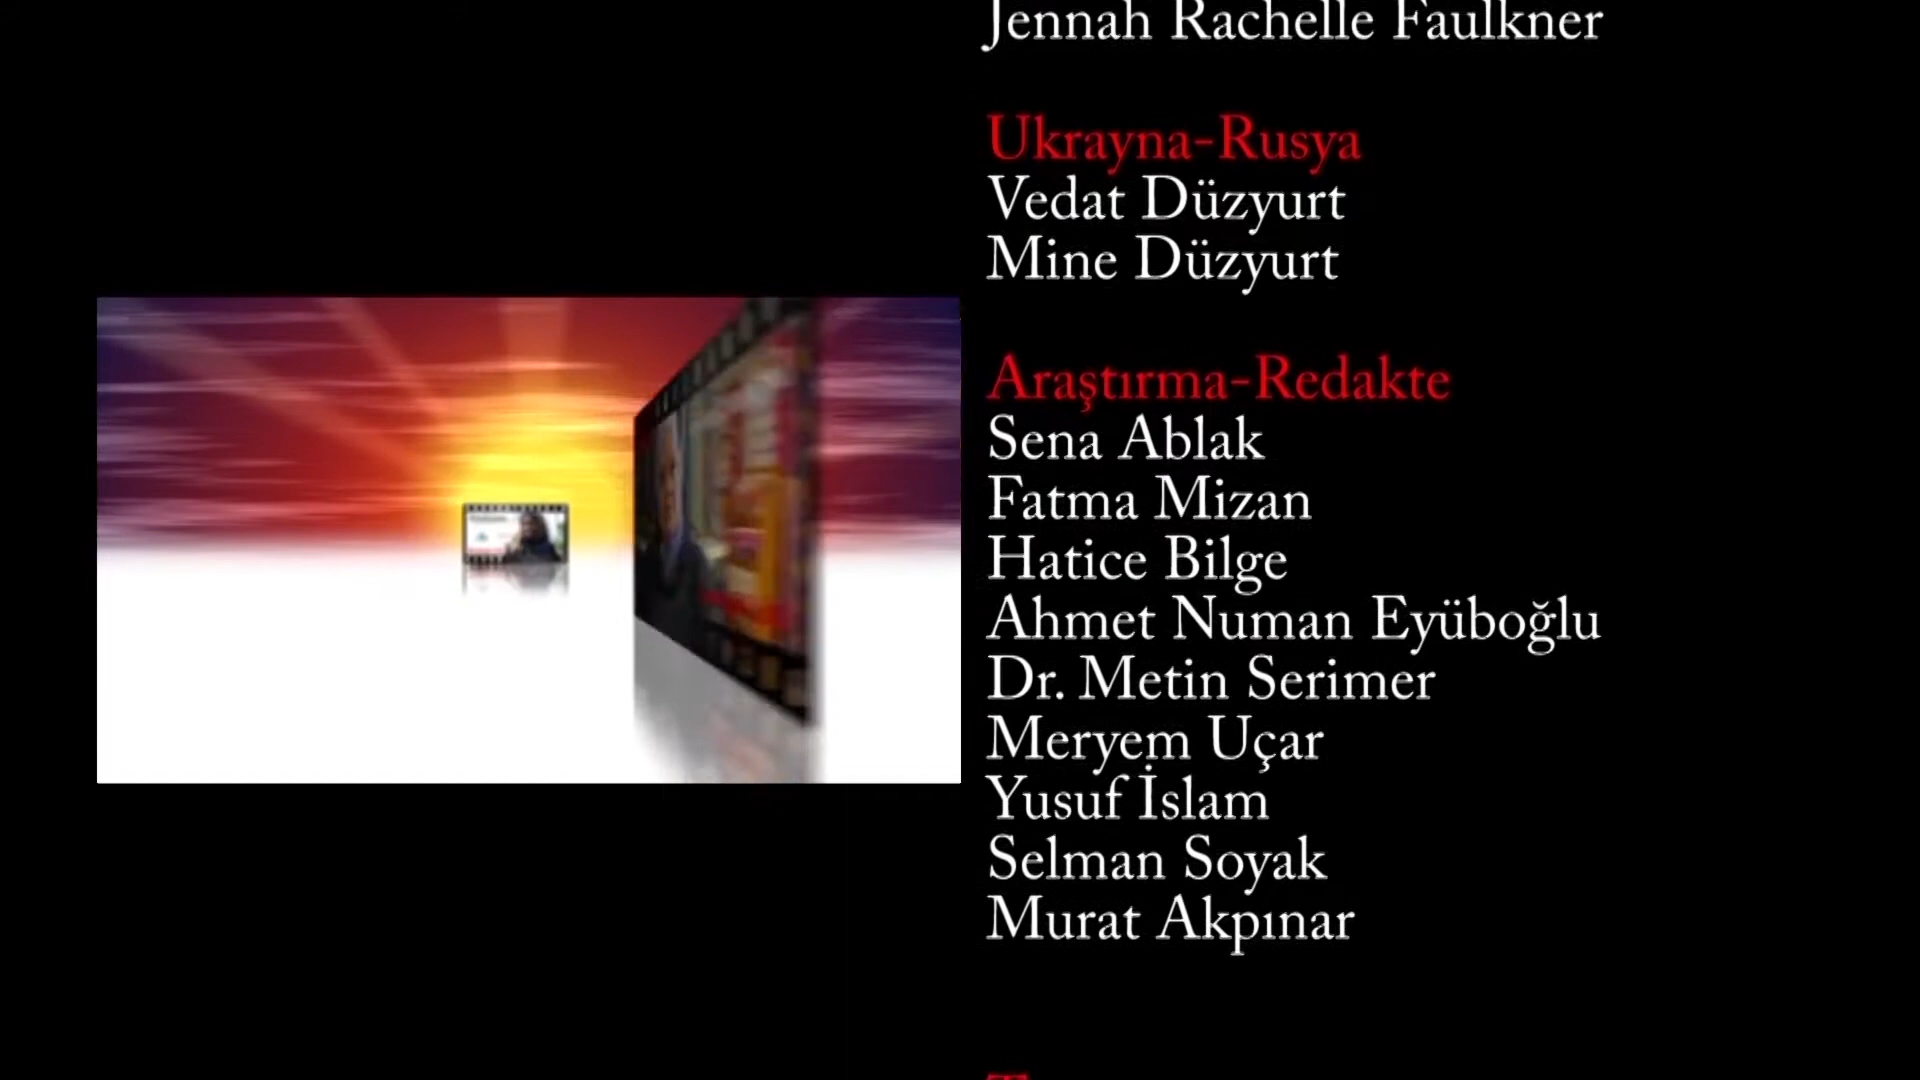 Jennah Rachelle Faulkner
Ukrayna-Rusya
Vedat Düzyurt
Mine Düzyurt
Araştırma-Redakte
Sena Ablak
Fatma Mizan
Hatice Bilge
Ahmet Numan Eyüboğlu
Dr. Metin Serimer
Meryem Uçar
Yusuf İslam
Selman Soyak
Murat Akpınar